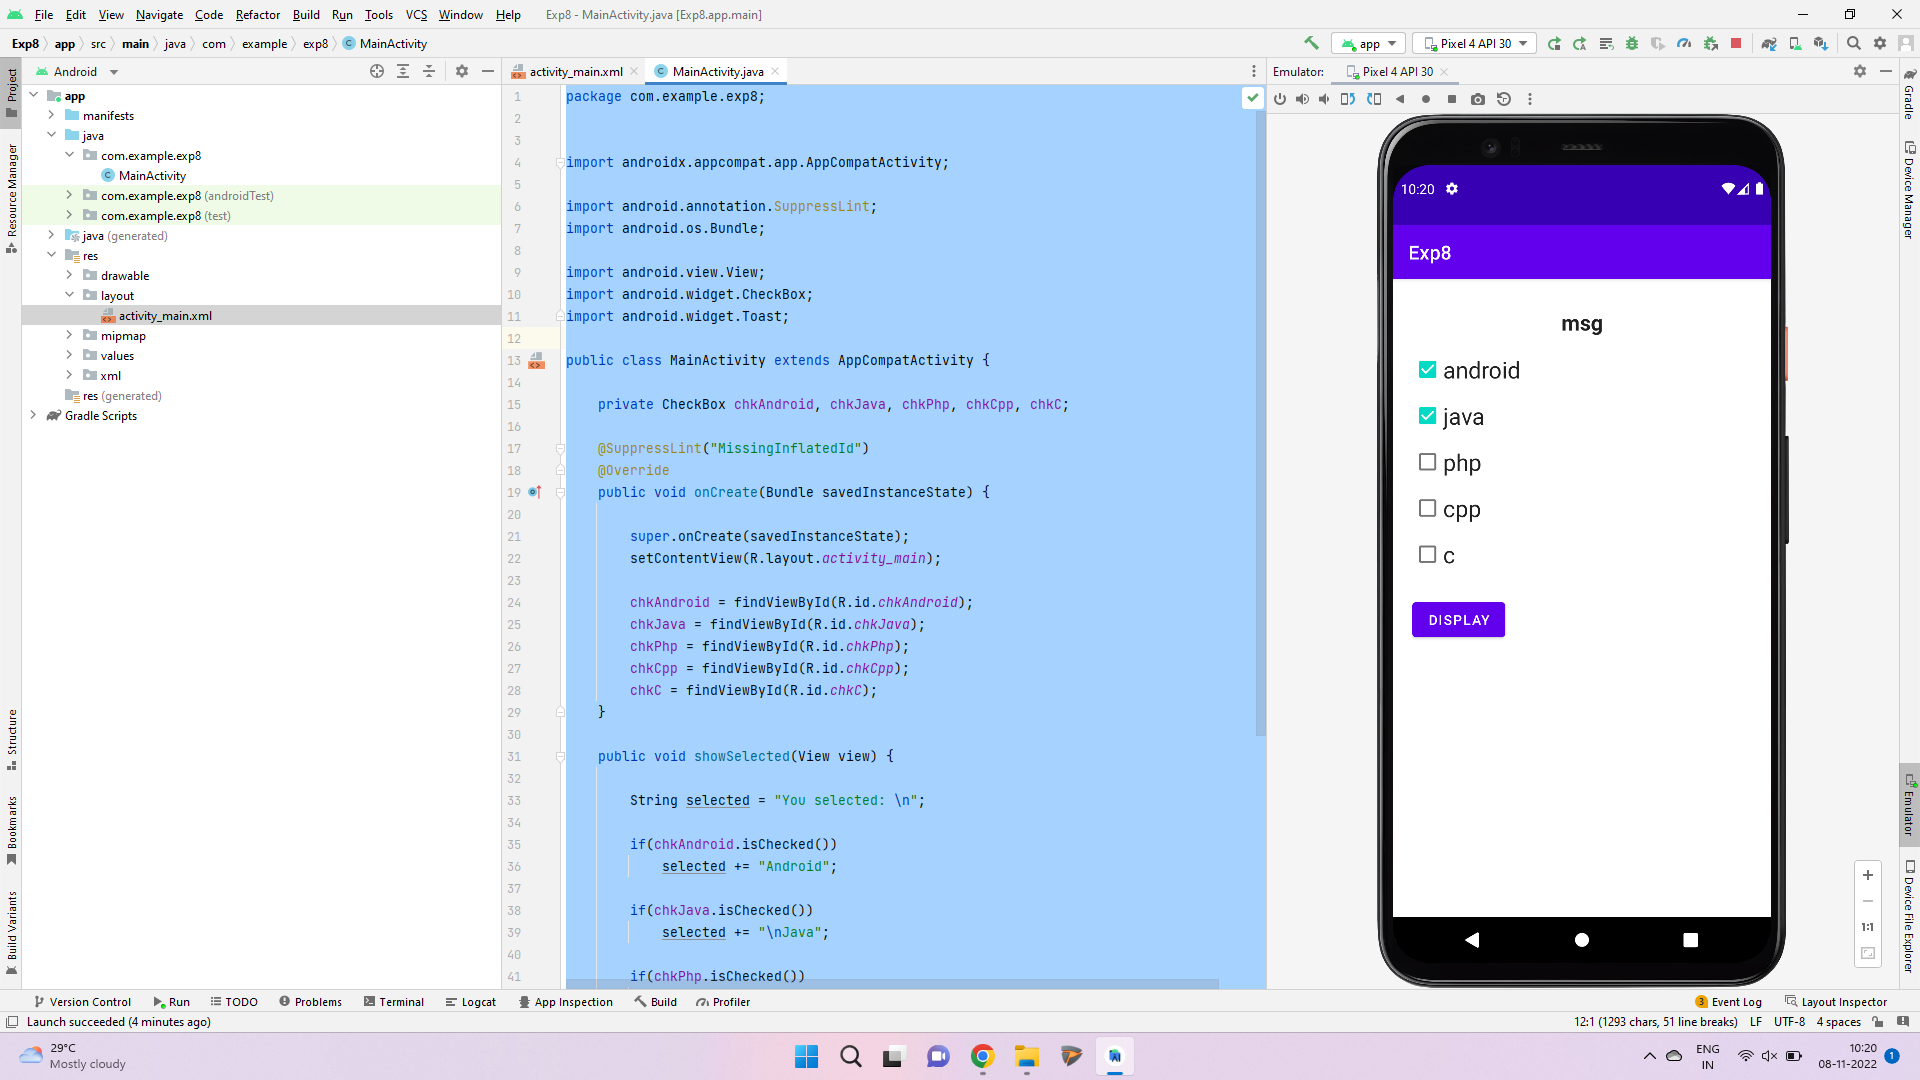 File Edit View Navigate Code Refactor Build Run Tools VCS Window Help Exp8 - MainActivity.java [Exp8.app.main]
Exp8 app src main java com example exp8 MainActivity
app Pixel 4 API 30
Project
Resource Manager
Structure
Bookmarks
Build Variants
Android
app
manifests
java
com.example.exp8
MainActivity
com.example.exp8 (androidTest)
com.example.exp8 (test)
java (generated)
res
drawable
layout
activity_main.xml
mipmap
values
xml
res (generated)
Gradle Scripts
activity_main.xml MainActivity.java
1 package com.example.exp8;
2
3
4 import androidx.appcompat.app.AppCompatActivity;
5
6 import android.annotation.SuppressLint;
7 import android.os.Bundle;
8
9 import android.view.View;
10 import android.widget.CheckBox;
11 import android.widget.Toast;
12
13 public class MainActivity extends AppCompatActivity {
14
15 private CheckBox chkAndroid, chkJava, chkPhp, chkCpp, chkC;
16
17 @SuppressLint("MissingInflatedId")
18 @Override
19 public void onCreate(Bundle savedInstanceState) {
20
21 super.onCreate(savedInstanceState);
22 setContentView(R.layout.activity_main);
23
24 chkAndroid = findViewById(R.id.chkAndroid);
25 chkJava = findViewById(R.id.chkJava);
26 chkPhp = findViewById(R.id.chkPhp);
27 chkCpp = findViewById(R.id.chkCpp);
28 chkC = findViewById(R.id.chkC);
29 }
30
31 public void showSelected(View view) {
32
33 String selected = "You selected: \n";
34
35 if(chkAndroid.isChecked())
36 selected += "Android";
37
38 if(chkJava.isChecked())
39 selected += "\nJava";
40
41 if(chkPhp.isChecked())
Emulator: Pixel 4 API 30
10:20
Exp8
msg
android
java
php
cpp
c
DISPLAY
1:1
Gradle
Device Manager
Emulator
Device File Explorer
Version Control Run TODO Problems Terminal Logcat App Inspection Build Profiler 3 Event Log Layout Inspector
Launch succeeded (4 minutes ago) 12:1 (1293 chars, 51 line breaks) LF UTF-8 4 spaces
29°C
Mostly cloudy
ENG
IN
10:20
08-11-2022
1